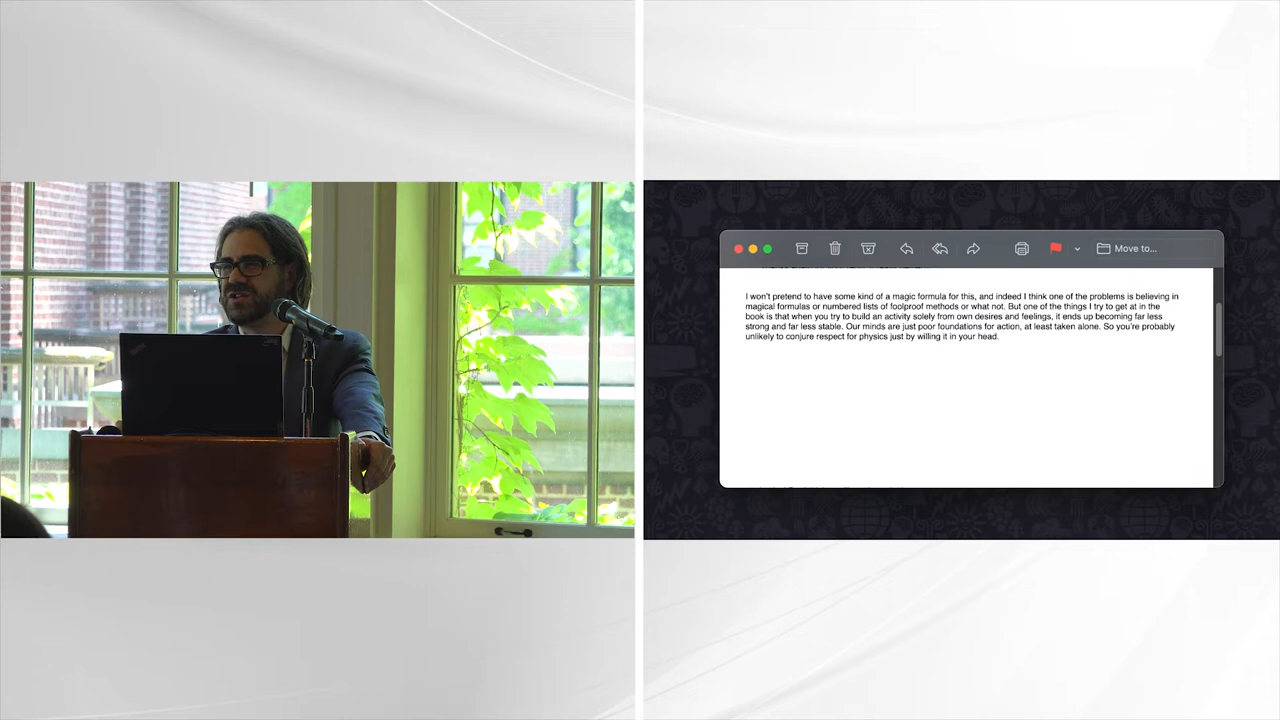 Move to...
I won't pretend to have some kind of a magic formula for this, and indeed I think one of the problems is believing in
magical formulas or numbered lists of foolproof methods or what not. But one of the things I try to get at in the
book is that when you try to build an activity solely from own desires and feelings, it ends up becoming far less
strong and far less stable. Our minds are just poor foundations for action, at least taken alone. So you're probably
unlikely to conjure respect for physics just by willing it in your head.